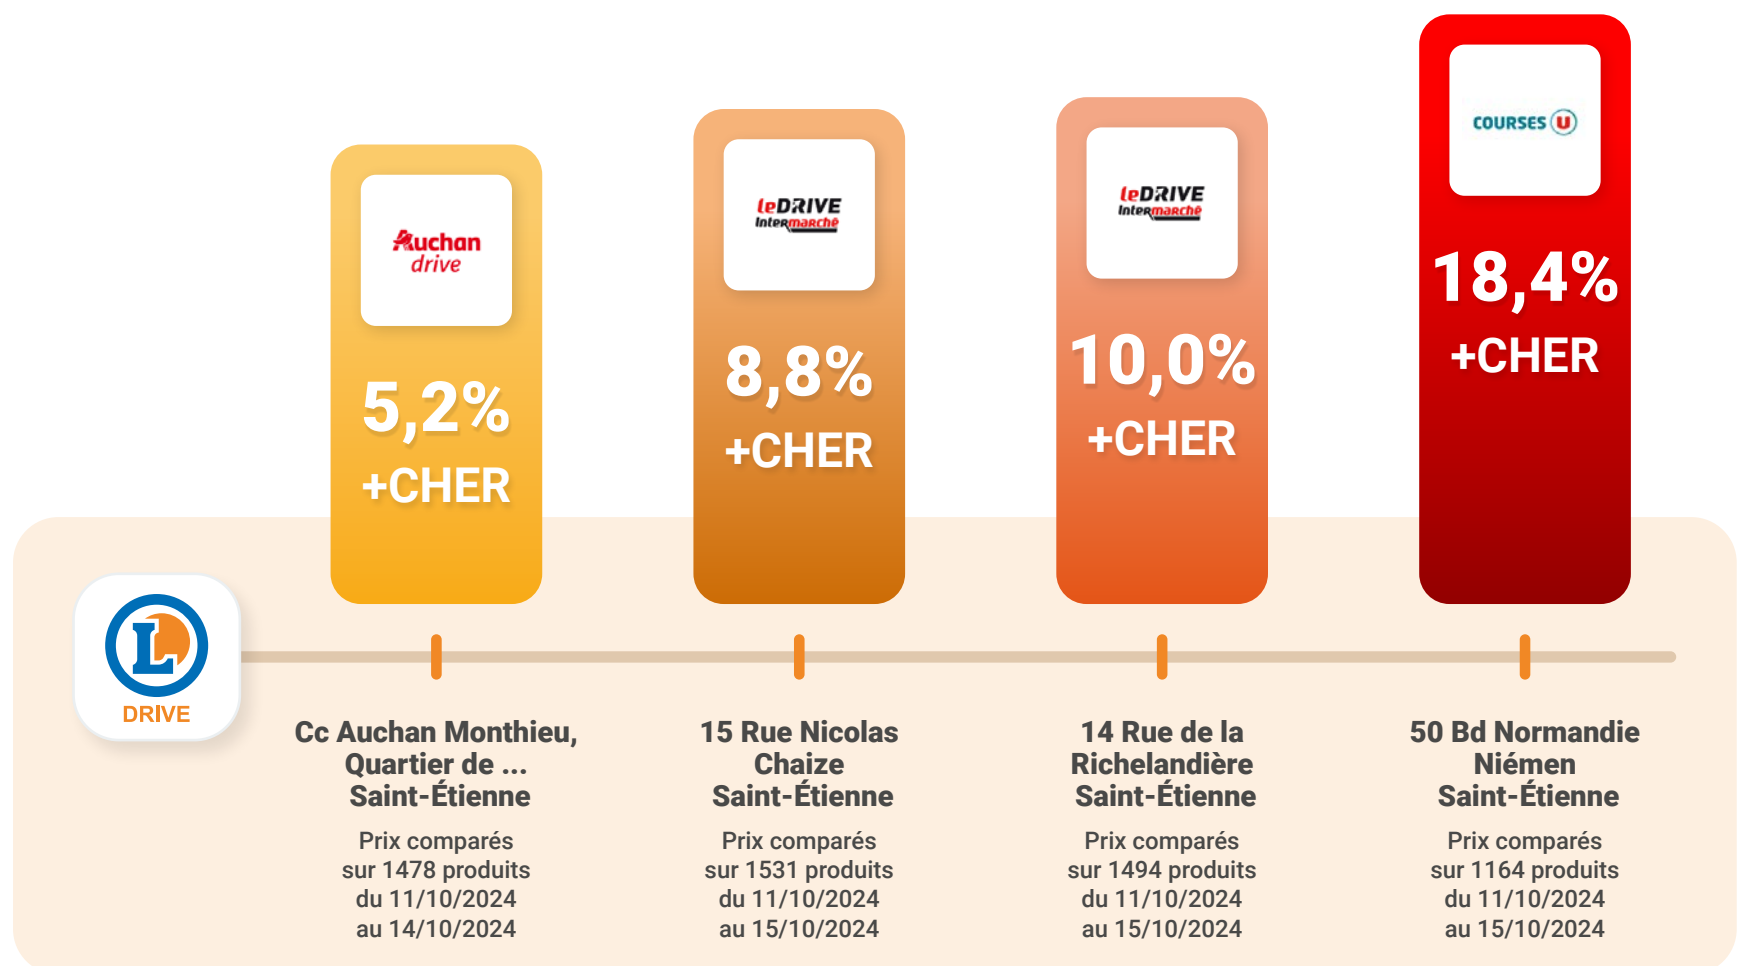 Auchan
drive
5,2%
+CHER
leDRIVE
Intermarché
8,8%
+CHER
leDRIVE
Intermarché
10,0%
+CHER
COURSES U
18,4%
+CHER
L
DRIVE
Cc Auchan Monthieu,
Quartier de ...
Saint-Étienne
Prix comparés
sur 1478 produits
du 11/10/2024
au 14/10/2024
15 Rue Nicolas
Chaize
Saint-Étienne
Prix comparés
sur 1531 produits
du 11/10/2024
au 15/10/2024
14 Rue de la
Richelandière
Saint-Étienne
Prix comparés
sur 1494 produits
du 11/10/2024
au 15/10/2024
50 Bd Normandie
Niémen
Saint-Étienne
Prix comparés
sur 1164 produits
du 11/10/2024
au 15/10/2024